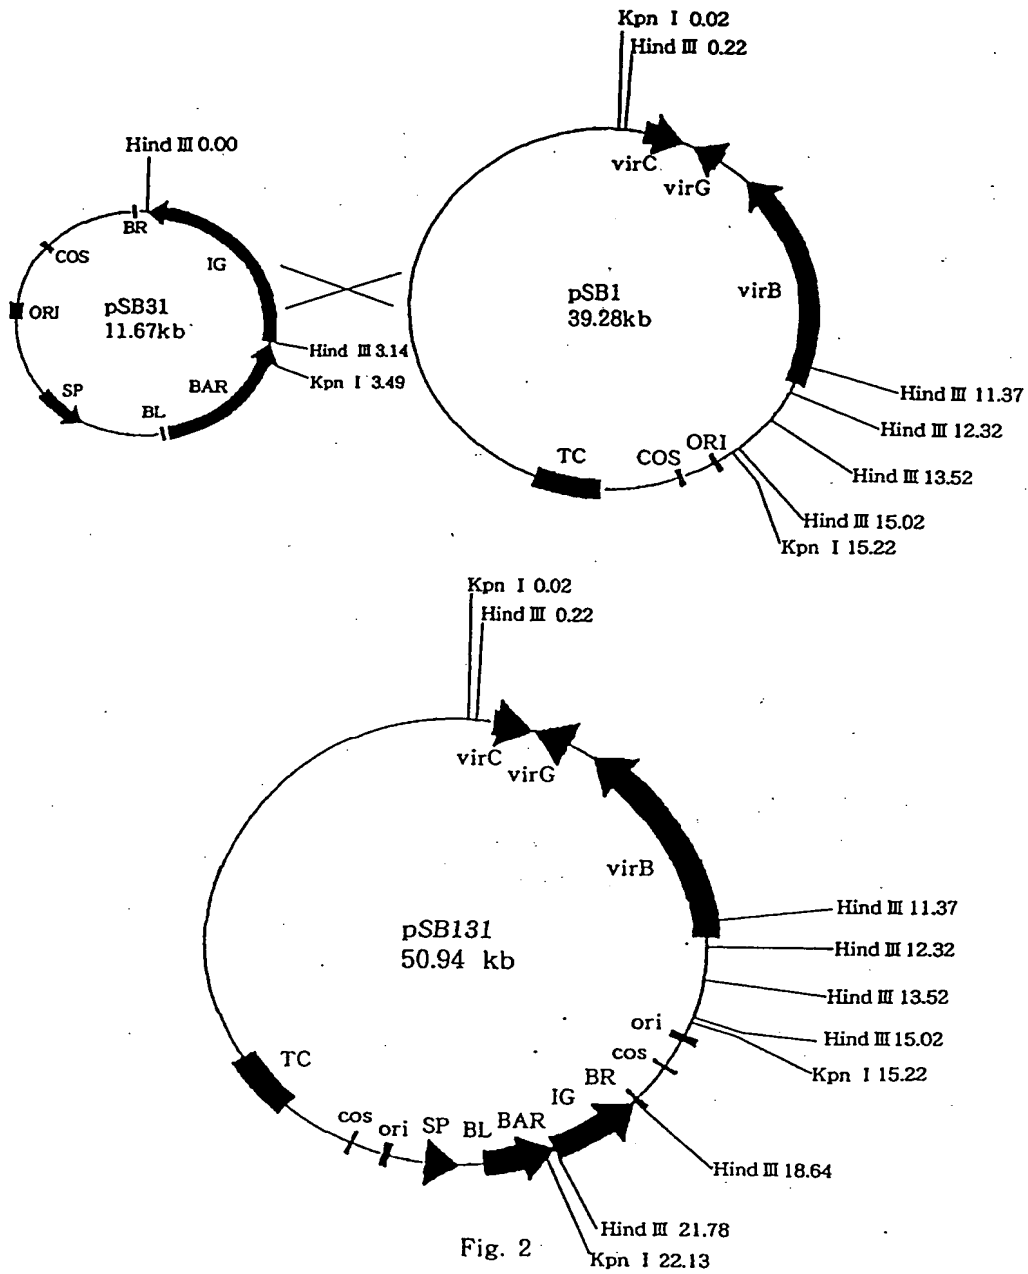 Kpn I 0.02
Hind III 0.22
virC
virG
virB
pSB1
39.28kb
Hind III 11.37
Hind III 12.32
Hind III 13.52
Hind III 15.02
Kpn I 15.22
ORI
COS
TC
Hind III 0.00
BR
COS
IG
ORI
pSB31
11.67kb
Hind III 3.14
Kpn I 3.49
SP
BAR
BL
Kpn I 0.02
Hind III 0.22
virC
virG
virB
pSB131
50.94 kb
Hind III 11.37
Hind III 12.32
Hind III 13.52
Hind III 15.02
Kpn I 15.22
ori
cos
BR
IG
BAR
BL
SP
ori
cos
TC
Hind III 18.64
Hind III 21.78
Kpn I 22.13
Fig. 2